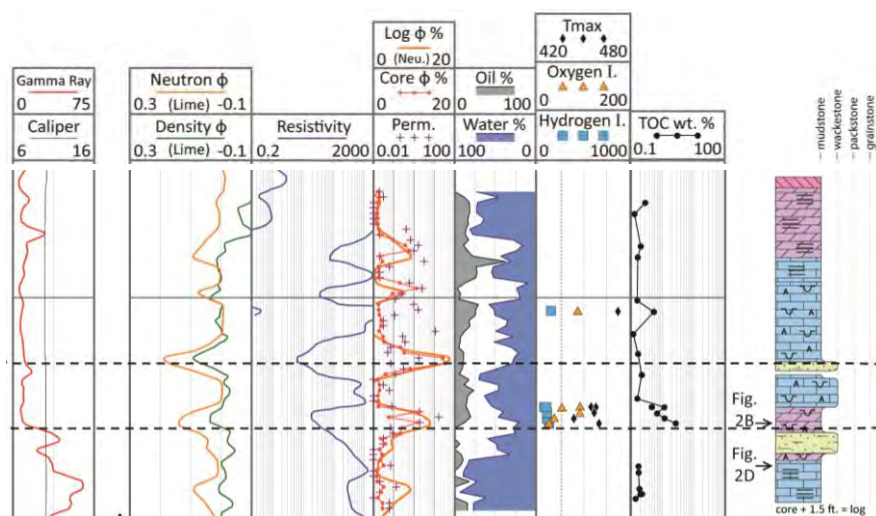 Gamma Ray
0 75
Caliper
6 16
Neutron ϕ
0.3 (Lime) -0.1
Density ϕ
0.3 (Lime) -0.1
Resistivity
0.2 2000
Log ϕ %
0 (Neu.) 20
Core ϕ %
0 20
Perm.
0.01 100
Oil %
0 100
Water %
100 0
Tmax
420 480
Oxygen I.
0 200
Hydrogen I.
0 1000
TOC wt. %
0.1 100
mudstone
wackestone
packstone
grainstone
Fig.
2B
Fig.
2D
core + 1.5 ft. = log